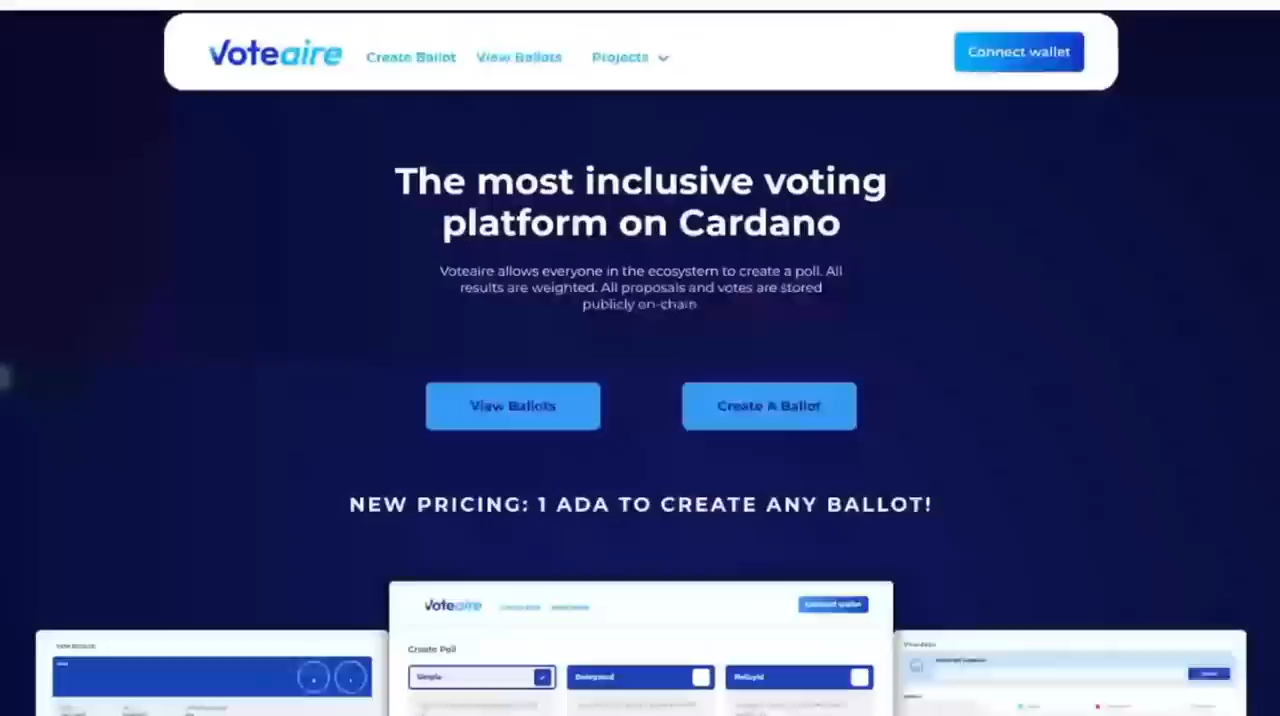 Voteaire Create Ballot View Ballots Projects Connect wallet
The most inclusive voting
platform on Cardano
Voteaire allows everyone in the ecosystem to create a poll. All
results are weighted. All proposals and votes are stored
publicly on-chain
View Ballots Create A Ballot
NEW PRICING: 1 ADA TO CREATE ANY BALLOT!
Voteaire Connect wallet
Create Poll
Simple